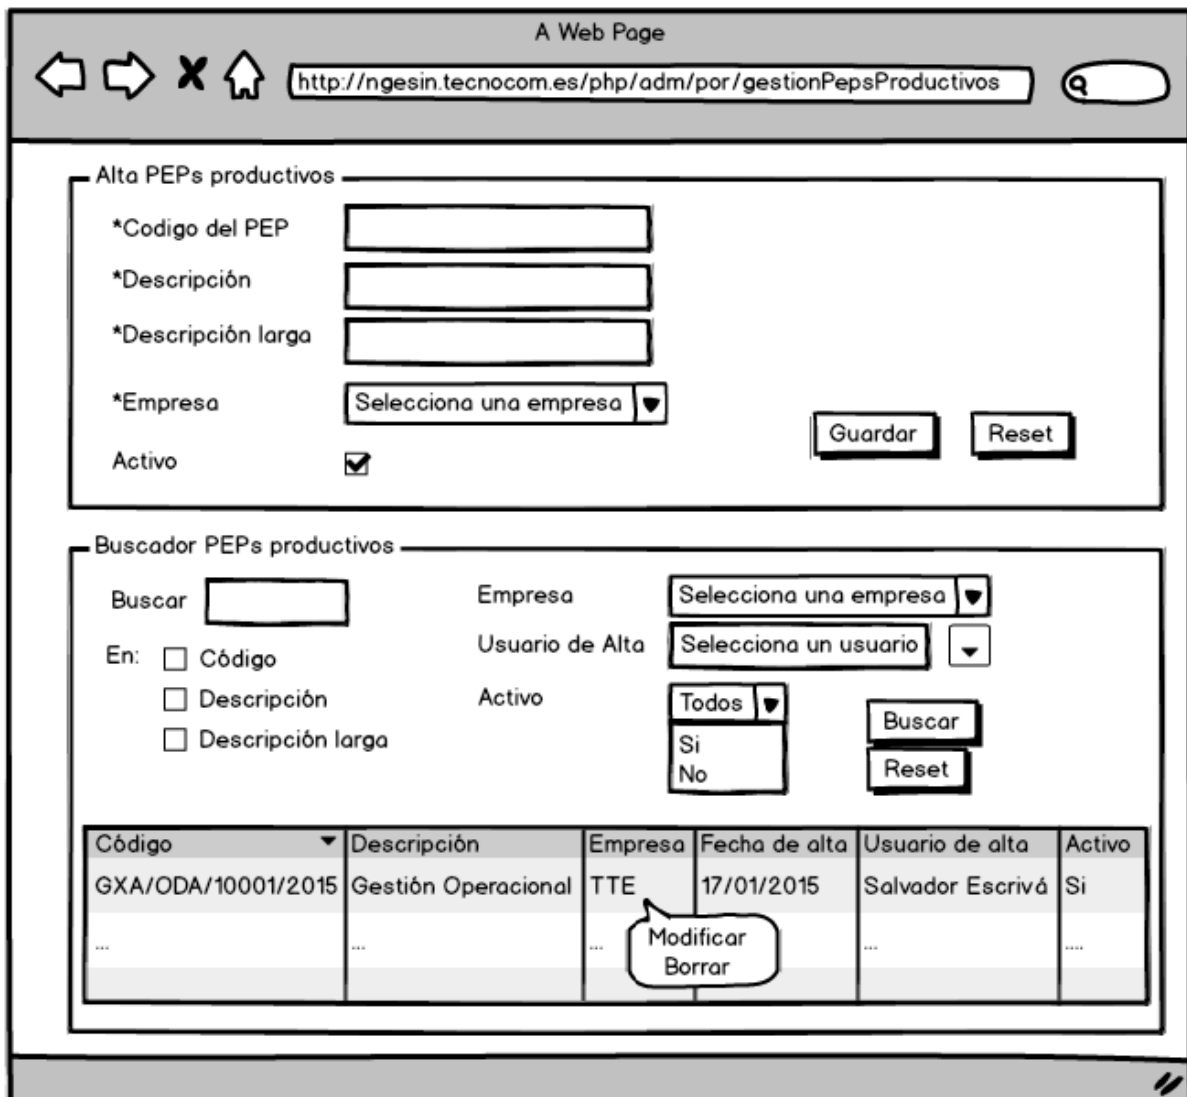 A Web Page
http://ngesin.tecnocom.es/php/adm/por/gestionPepsProductivos
Alta PEPs productivos
*Codigo del PEP
*Descripción
*Descripción larga
*Empresa Selecciona una empresa
Guardar Reset
Activo
Buscador PEPs productivos
Buscar Empresa Selecciona una empresa
En: Código Usuario de Alta Selecciona un usuario
Descripción Activo Todos
Descripción larga Si
No
Buscar
Reset
Código Descripción Empresa Fecha de alta Usuario de alta Activo
GXA/ODA/10001/2015 Gestión Operacional TTE 17/01/2015 Salvador Escrivá Si
... ... ... ... ....
Modificar
Borrar